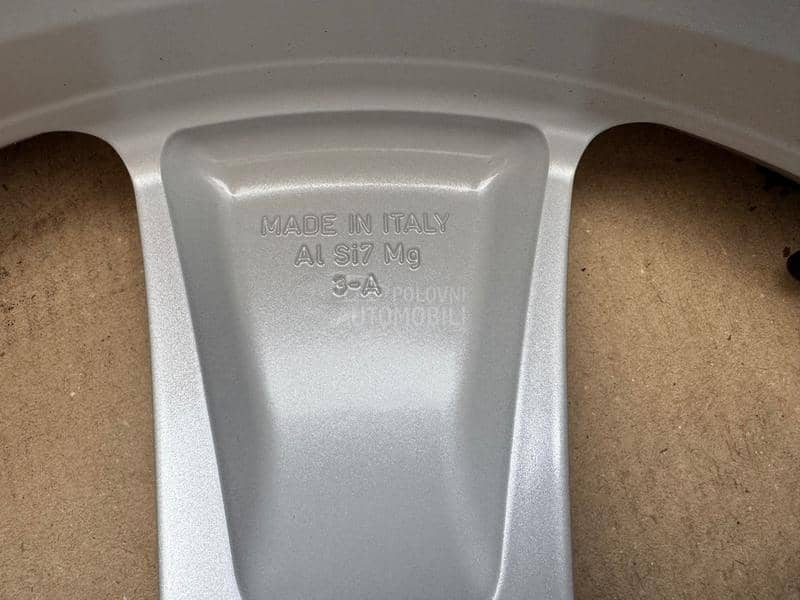 MADE IN ITALY
Al Si7 Mg
3-A
POLOVNI
AUTOMOBILI